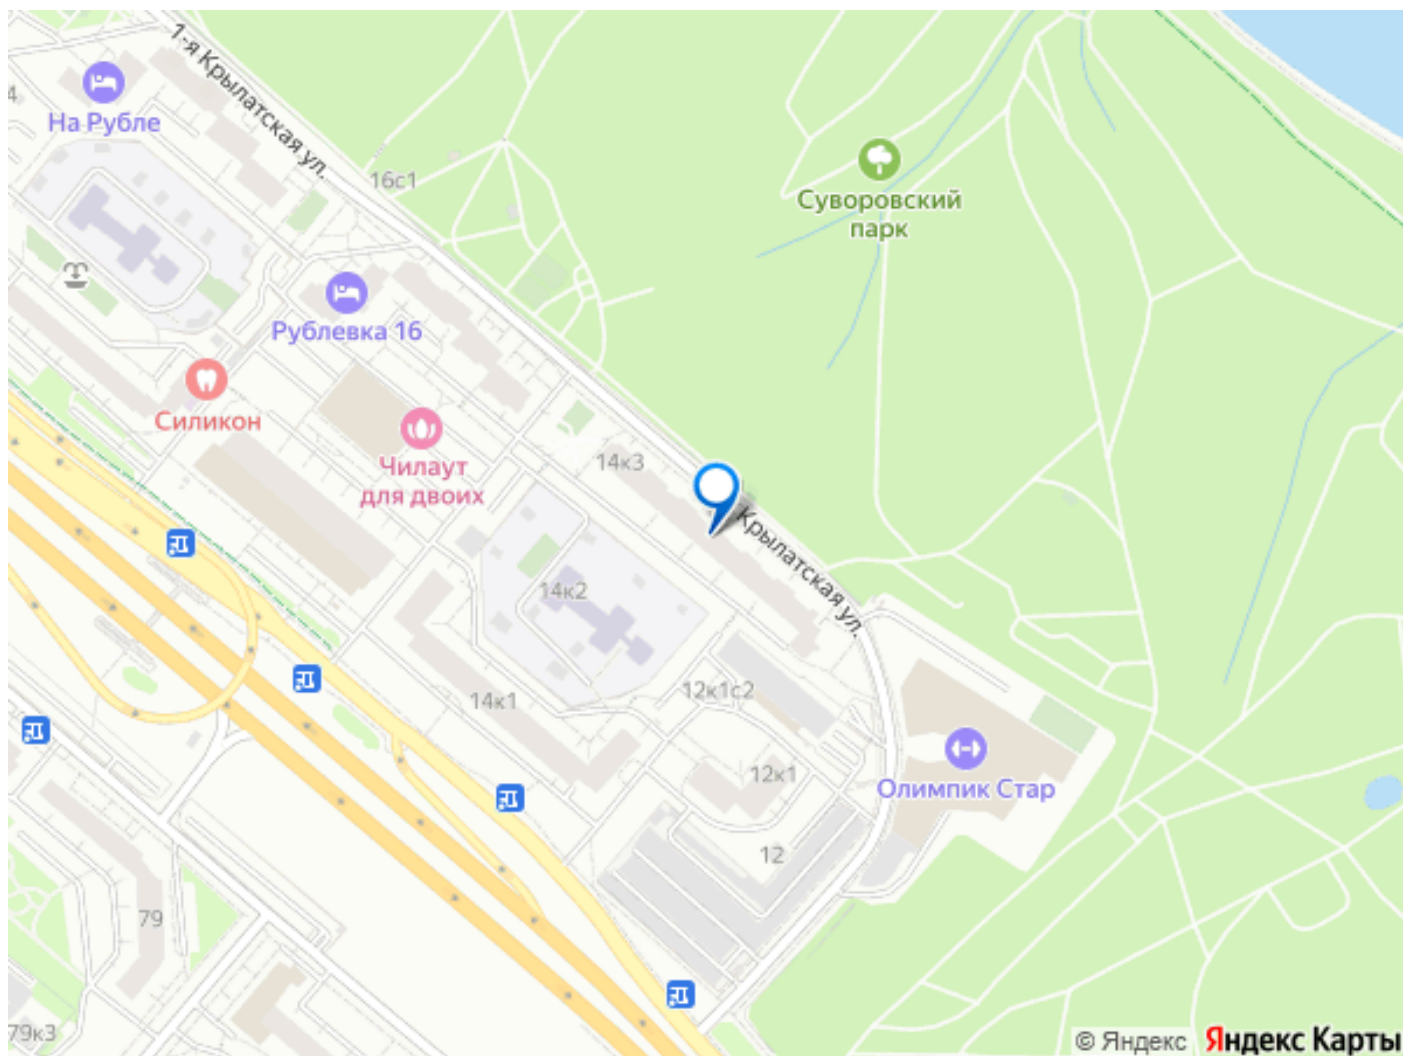 1-я Крылатская ул.
4
На Рубле
16с1
Суворовский
парк
Рублевка 16
Силикон
Чилаут
для двоих
14к3
Крылатская ул.
14к2
14к1
12к1с2
12к1
Олимпик Стар
12
79
79к3
© Яндекс
Яндекс Карты